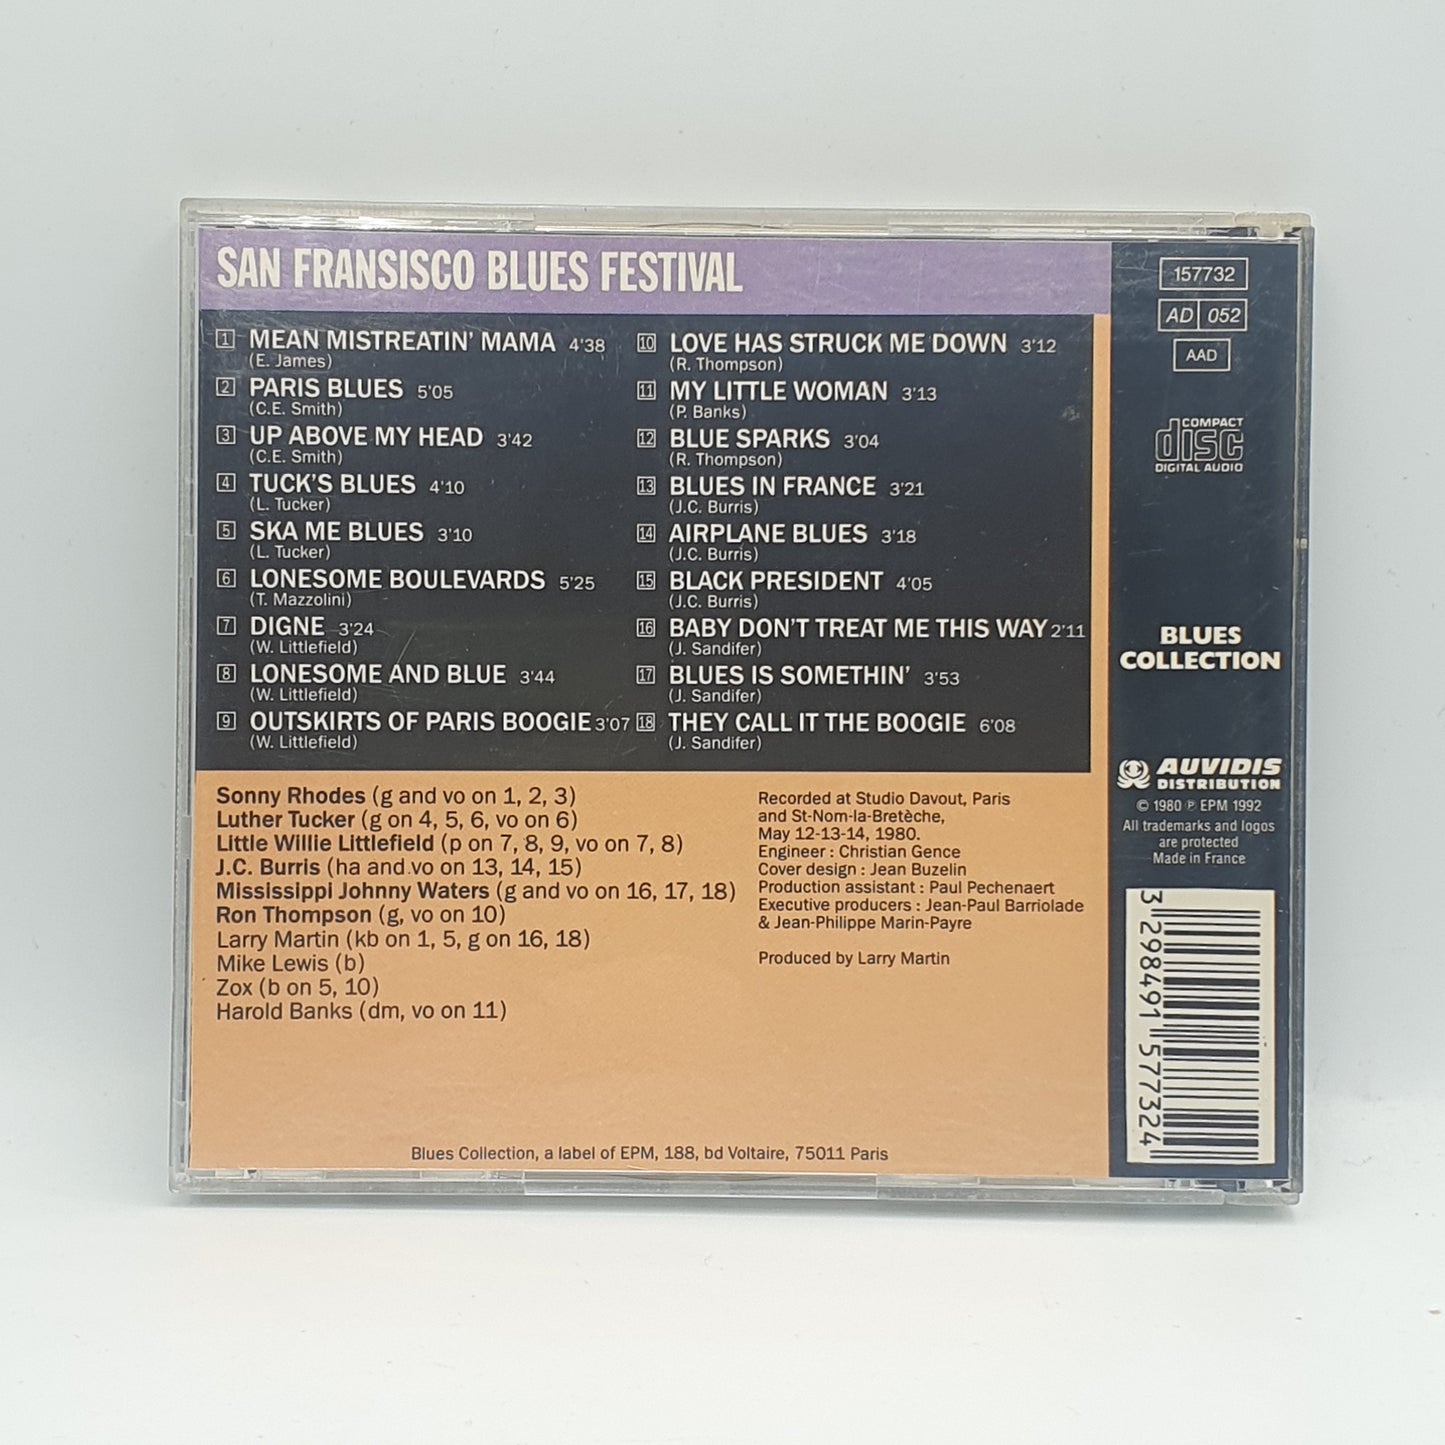 SAN FRANSISCO BLUES FESTIVAL
1 MEAN MISTREATIN' MAMA 4'38
(E. James)
2 PARIS BLUES 5'05
(C.E. Smith)
3 UP ABOVE MY HEAD 3'42
(C.E. Smith)
4 TUCK'S BLUES 4'10
(L. Tucker)
5 SKA ME BLUES 3'10
(L. Tucker)
6 LONESOME BOULEVARDS 5'25
(T. Mazzolini)
7 DIGNE 3'24
(W. Littlefield)
8 LONESOME AND BLUE 3'44
(W. Littlefield)
9 OUTSKIRTS OF PARIS BOOGIE 3'07
(W. Littlefield)
10 LOVE HAS STRUCK ME DOWN 3'12
(R. Thompson)
11 MY LITTLE WOMAN 3'13
(P. Banks)
12 BLUE SPARKS 3'04
(R. Thompson)
13 BLUES IN FRANCE 3'21
(J.C. Burris)
14 AIRPLANE BLUES 3'18
(J.C. Burris)
15 BLACK PRESIDENT 4'05
(J.C. Burris)
16 BABY DON'T TREAT ME THIS WAY 2'11
(J. Sandifer)
17 BLUES IS SOMETHIN' 3'53
(J. Sandifer)
18 THEY CALL IT THE BOOGIE 6'08
(J. Sandifer)
Sonny Rhodes (g and vo on 1, 2, 3)
Luther Tucker (g on 4, 5, 6, vo on 6)
Little Willie Littlefield (p on 7, 8, 9, vo on 7, 8)
J.C. Burris (ha and vo on 13, 14, 15)
Mississippi Johnny Waters (g and vo on 16, 17, 18)
Ron Thompson (g, vo on 10)
Larry Martin (kb on 1, 5, g on 16, 18)
Mike Lewis (b)
Zox (b on 5, 10)
Harold Banks (dm, vo on 11)
Recorded at Studio Davout, Paris
and St-Nom-la-Bretèche,
May 12-13-14, 1980.
Engineer : Christian Gence
Cover design : Jean Buzelin
Production assistant : Paul Pechenaert
Executive producers : Jean-Paul Barriolade
& Jean-Philippe Marin-Payre
Produced by Larry Martin
Blues Collection, a label of EPM, 188, bd Voltaire, 75011 Paris
157732
AD 052
AAD
COMPACT
disc
DIGITAL AUDIO
BLUES
COLLECTION
AUVIDIS
DISTRIBUTION
© 1980 ℗ EPM 1992
All trademarks and logos
are protected
Made in France
3 298491 577324